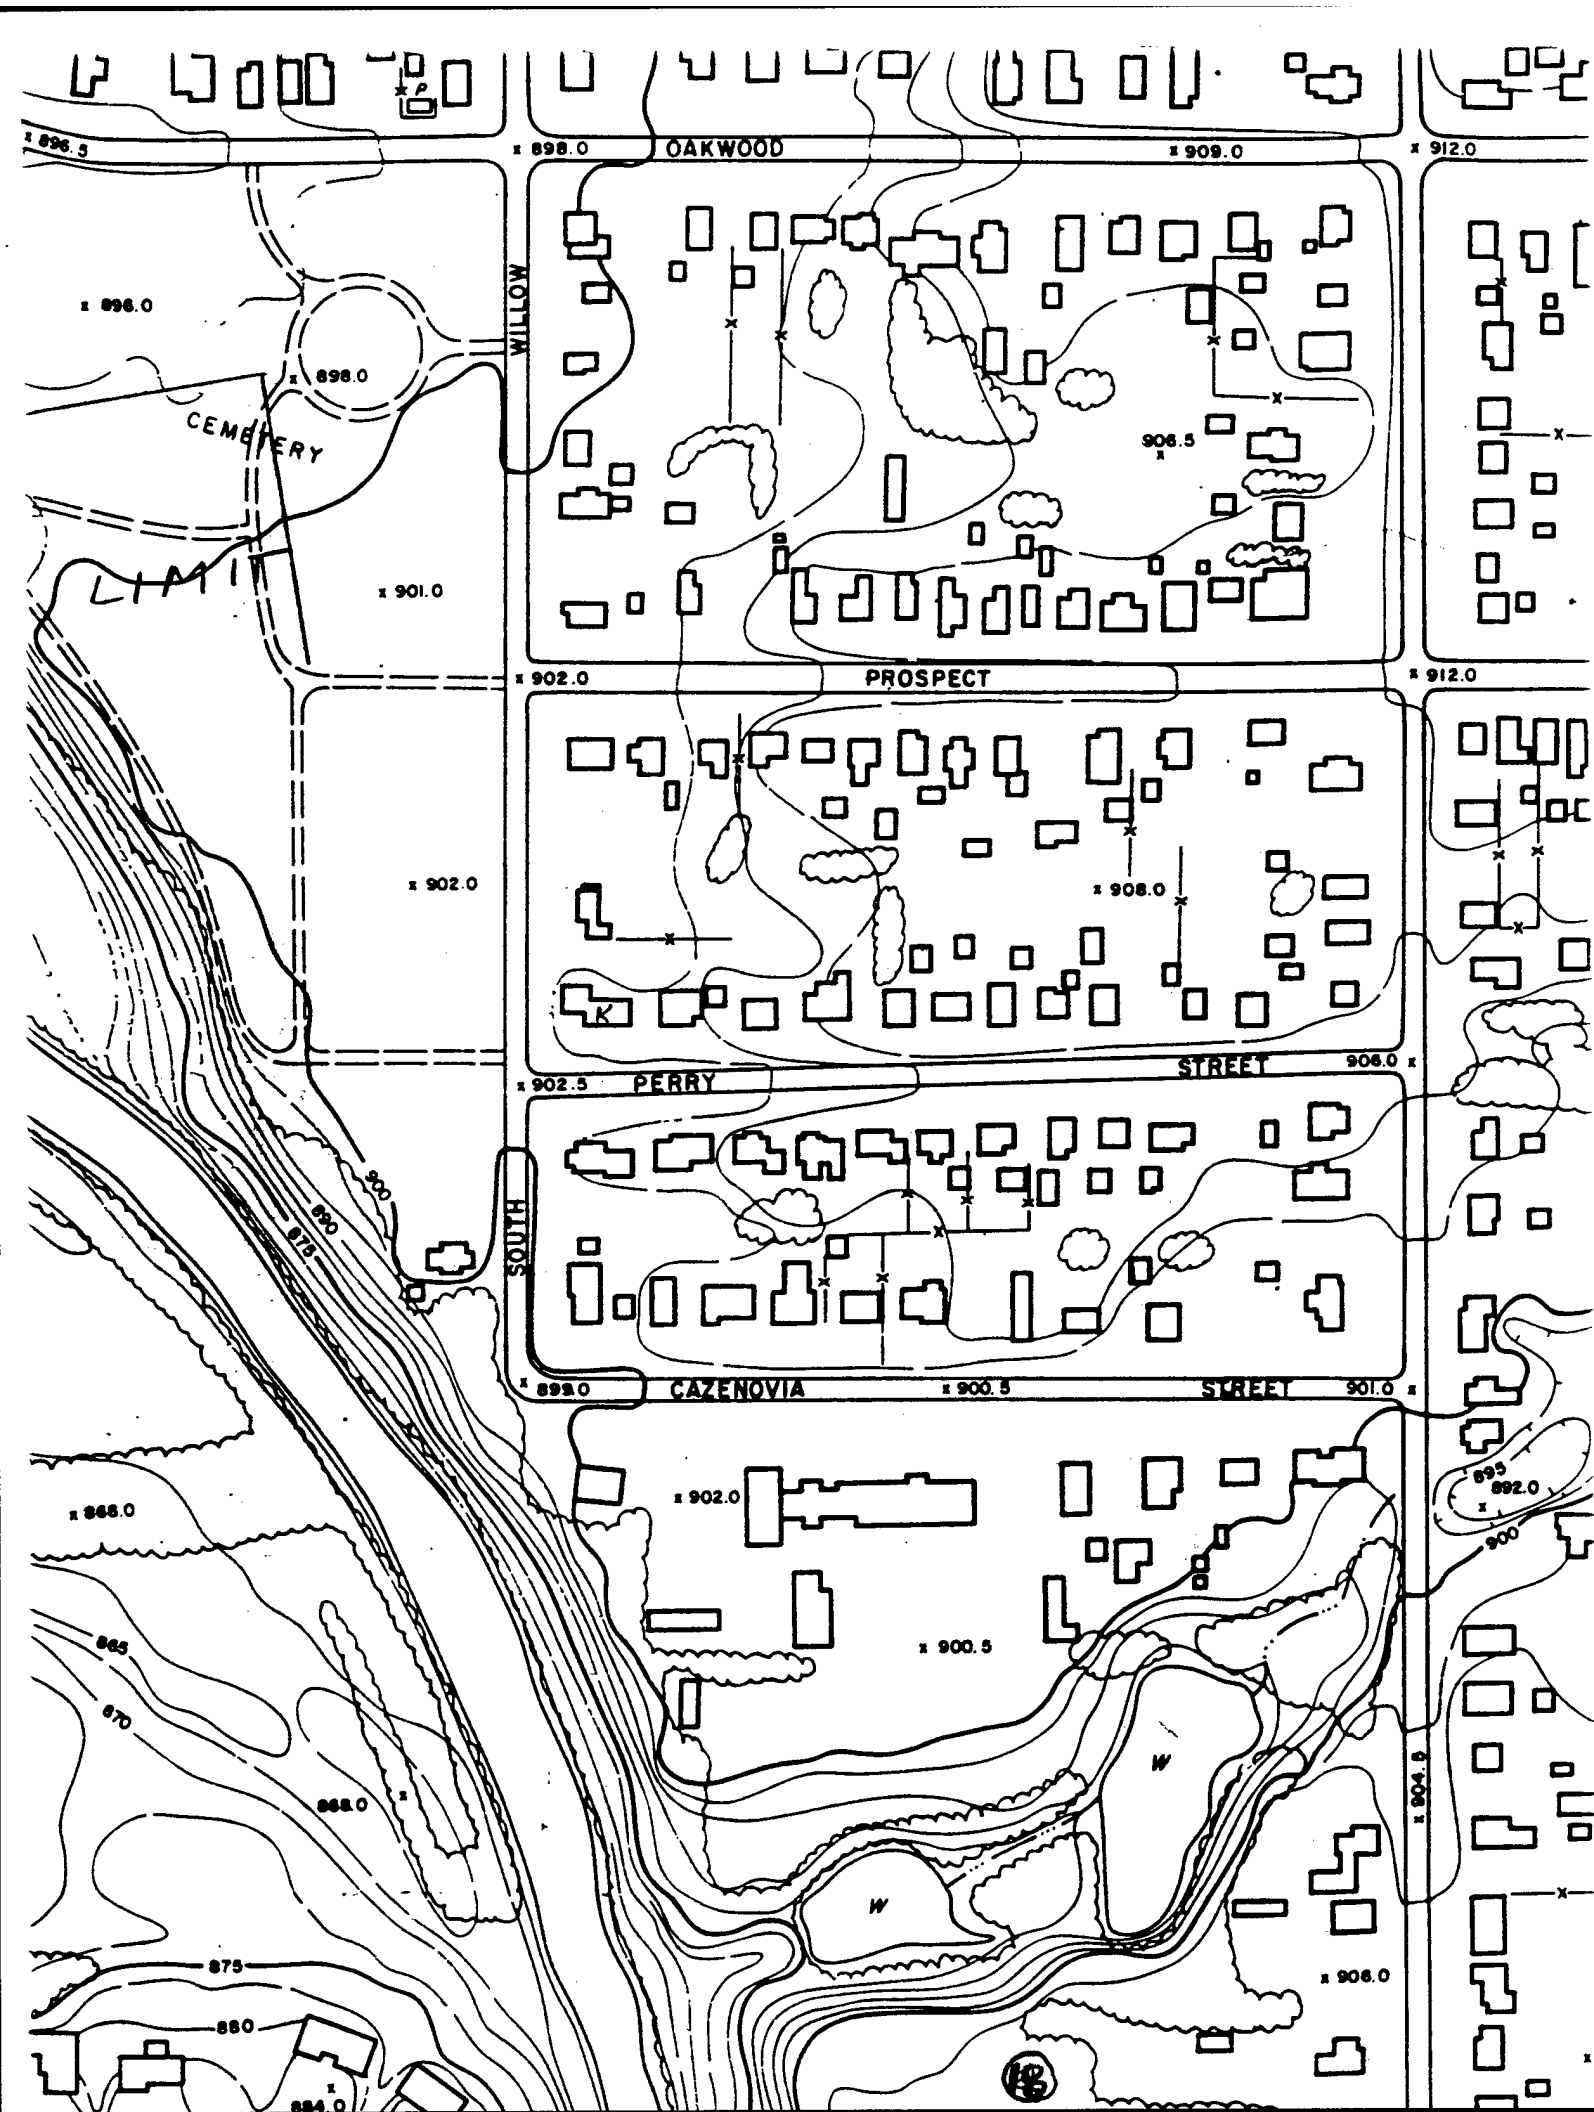 P
x 896.5
x 898.0
OAKWOOD
x 909.0
x 912.0
WILLOW
x 896.0
x 898.0
CEMETERY
906.5
x
LIMIT
x 901.0
x 902.0
PROSPECT
x 912.0
x 902.0
x 908.0
K
x 902.5
PERRY
STREET
906.0 x
900
890
875
SOUTH
x 899.0
CAZENOVIA
x 900.5
STREET
901.0 x
895
892.0
x
x 902.0
x 866.0
900
x 900.5
865
870
W
x 904.5
868.0 x
W
875
x 906.0
880
x
884.0